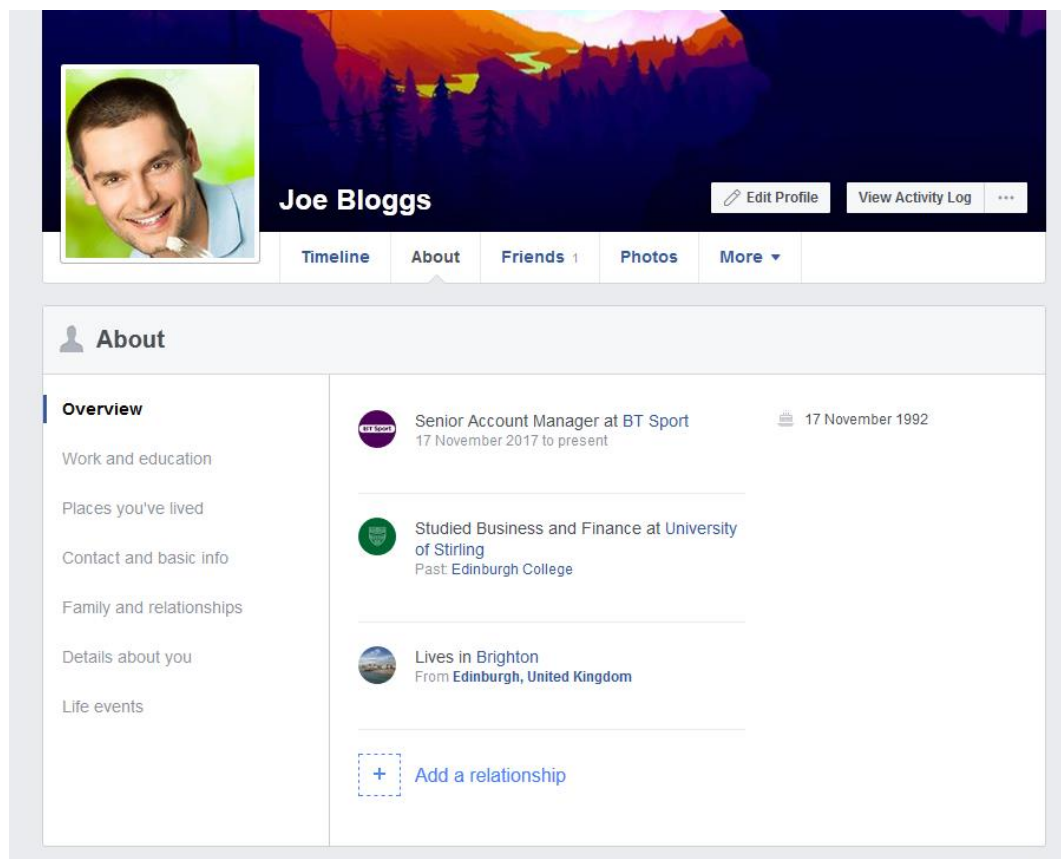 Joe Bloggs
Edit Profile
View Activity Log
Timeline
About
Friends 1
Photos
More
About
Overview
Work and education
Places you've lived
Contact and basic info
Family and relationships
Details about you
Life events
BT Sport
Senior Account Manager at BT Sport
17 November 2017 to present
Studied Business and Finance at University
of Stirling
Past: Edinburgh College
Lives in Brighton
From Edinburgh, United Kingdom
+ Add a relationship
17 November 1992